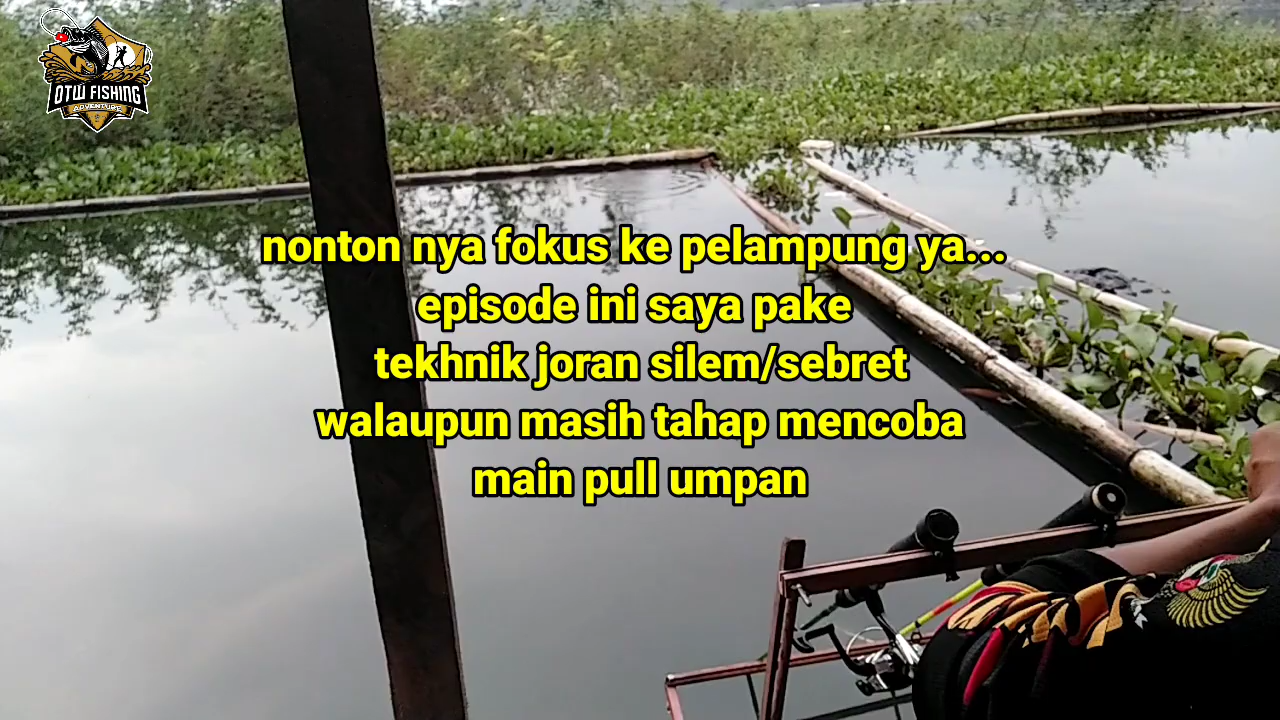 OTW FISHING
ADVENTURE
nonton nya fokus ke pelampung ya...
episode ini saya pake
tekhnik joran silem/sebret
walaupun masih tahap mencoba
main pull umpan